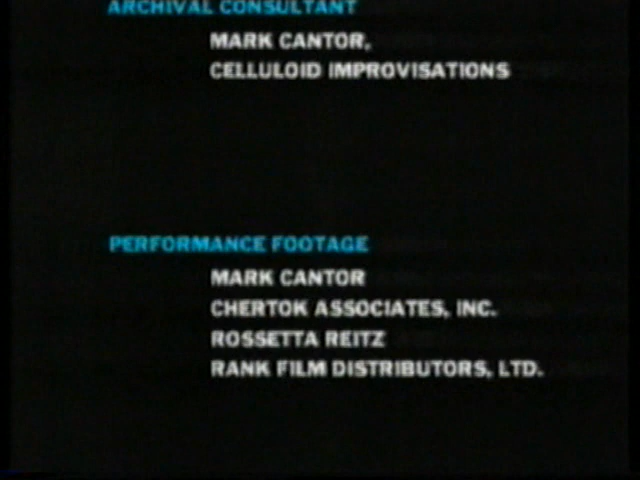 ARCHIVAL CONSULTANT
MARK CANTOR,
CELLULOID IMPROVISATIONS
PERFORMANCE FOOTAGE
MARK CANTOR
CHERTOK ASSOCIATES, INC.
ROSSETTA REITZ
RANK FILM DISTRIBUTORS, LTD.